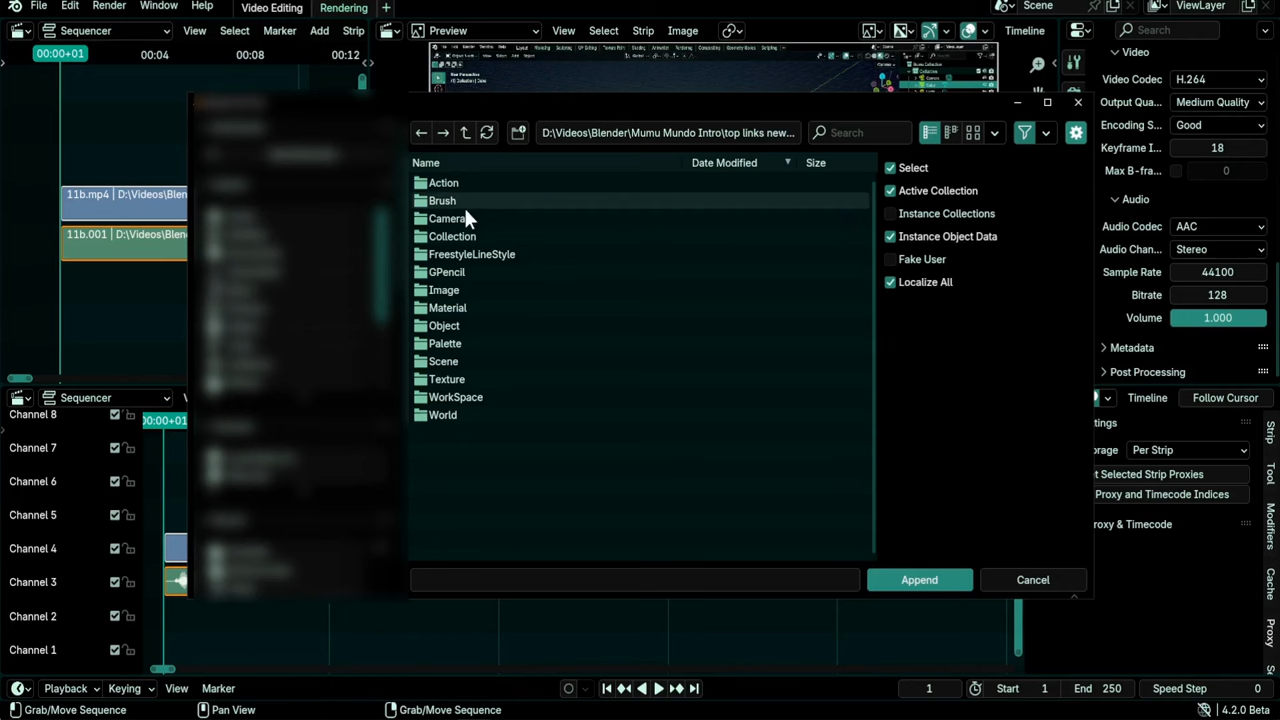 File Edit Render Window Help Video Editing Rendering + Scene ViewLayer
Sequencer View Select Marker Add Strip Preview View Select Strip Image Timeline Search
00:00+01 00:04 00:08 00:12
Video
Video Codec H.264
Output Qua... Medium Quality
Encoding S... Good
Keyframe I... 18
Max B-fra... 0
Audio
Audio Codec AAC
Audio Chan... Stereo
Sample Rate 44100
Bitrate 128
Volume 1.000
Metadata
Post Processing
D:\Videos\Blender\Mumu Mundo Intro\top links new... Search
Name Date Modified Size
Action
Brush
Camera
Collection
FreestyleLineStyle
GPencil
Image
Material
Object
Palette
Scene
Texture
WorkSpace
World
Select
Active Collection
Instance Collections
Instance Object Data
Fake User
Localize All
Append Cancel
11b.mp4 | D:\Videos\Blen
11b.001 | D:\Videos\Blen
Sequencer
00:00+01
Channel 8
Channel 7
Channel 6
Channel 5
Channel 4
Channel 3
Channel 2
Channel 1
Timeline Follow Cursor
ttings
orage Per Strip
t Selected Strip Proxies
Proxy and Timecode Indices
oxy & Timecode
Strip
Tool
Modifiers
Cache
Proxy
Playback Keying View Marker 1 Start 1 End 250 Speed Step 0
Grab/Move Sequence Pan View Grab/Move Sequence 4.2.0 Beta